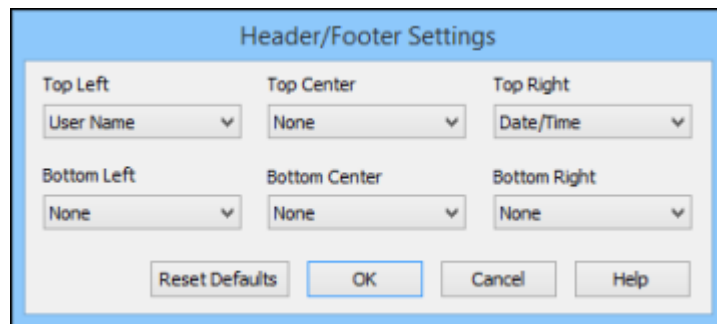 Header/Footer Settings
Top Left Top Center Top Right
User Name None Date/Time
Bottom Left Bottom Center Bottom Right
None None None
Reset Defaults OK Cancel Help